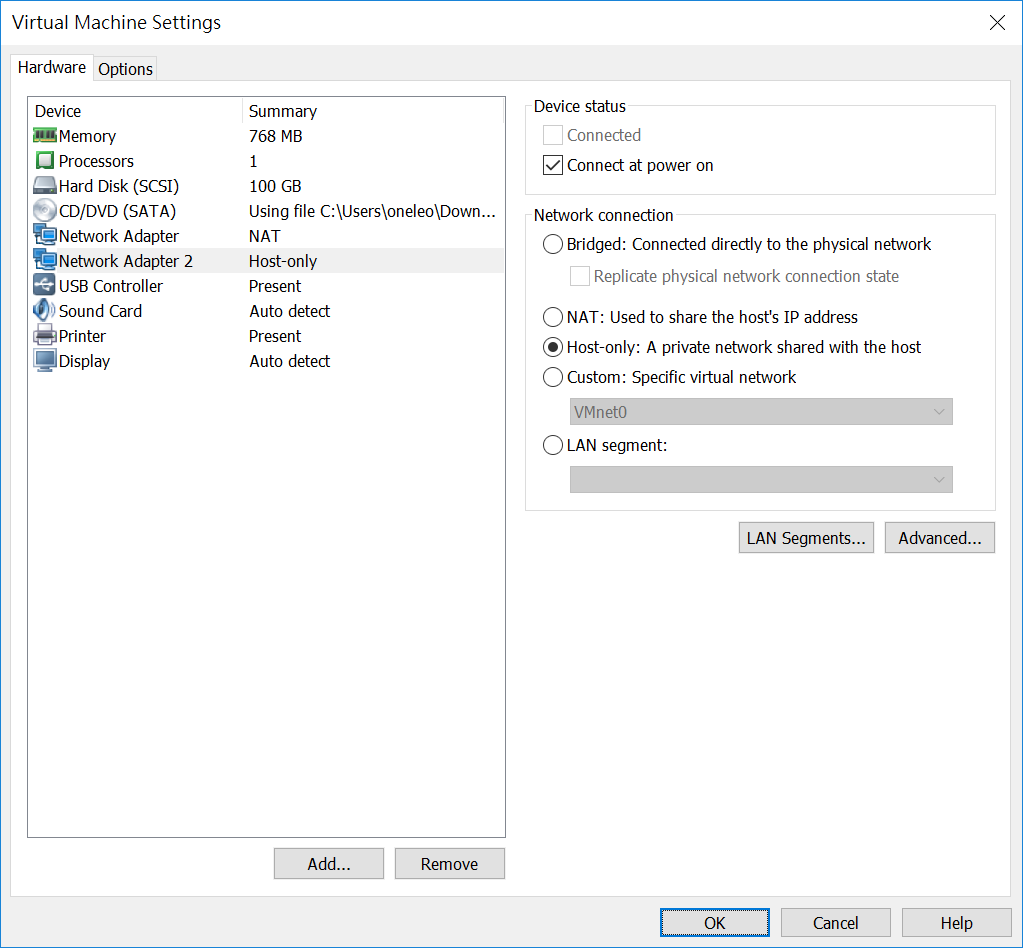 Virtual Machine Settings
Hardware Options
Device Summary
Memory 768 MB
Processors 1
Hard Disk (SCSI) 100 GB
CD/DVD (SATA) Using file C:\Users\oneleo\Down...
Network Adapter NAT
Network Adapter 2 Host-only
USB Controller Present
Sound Card Auto detect
Printer Present
Display Auto detect
Add... Remove
Device status
Connected
Connect at power on
Network connection
Bridged: Connected directly to the physical network
Replicate physical network connection state
NAT: Used to share the host's IP address
Host-only: A private network shared with the host
Custom: Specific virtual network
VMnet0
LAN segment:
LAN Segments... Advanced...
OK Cancel Help